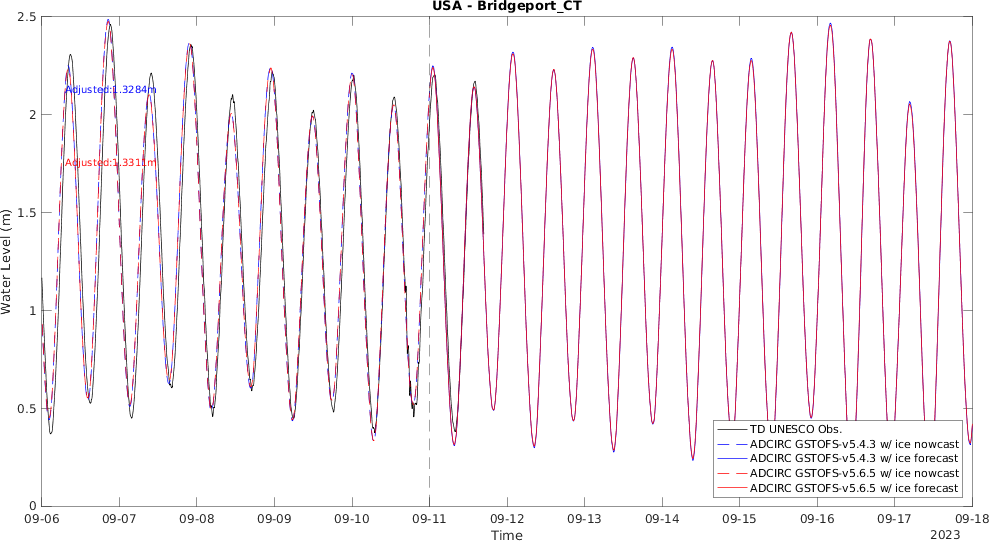 USA - Bridgeport_CT
2.5
2
1.5
1
0.5
0
Water Level (m)
Adjusted:1.3284m
Adjusted:1.3311m
TD UNESCO Obs.
ADCIRC GSTOFS-v5.4.3 w/ ice nowcast
ADCIRC GSTOFS-v5.4.3 w/ ice forecast
ADCIRC GSTOFS-v5.6.5 w/ ice nowcast
ADCIRC GSTOFS-v5.6.5 w/ ice forecast
09-06 09-07 09-08 09-09 09-10 09-11 09-12 09-13 09-14 09-15 09-16 09-17 09-18
Time
2023